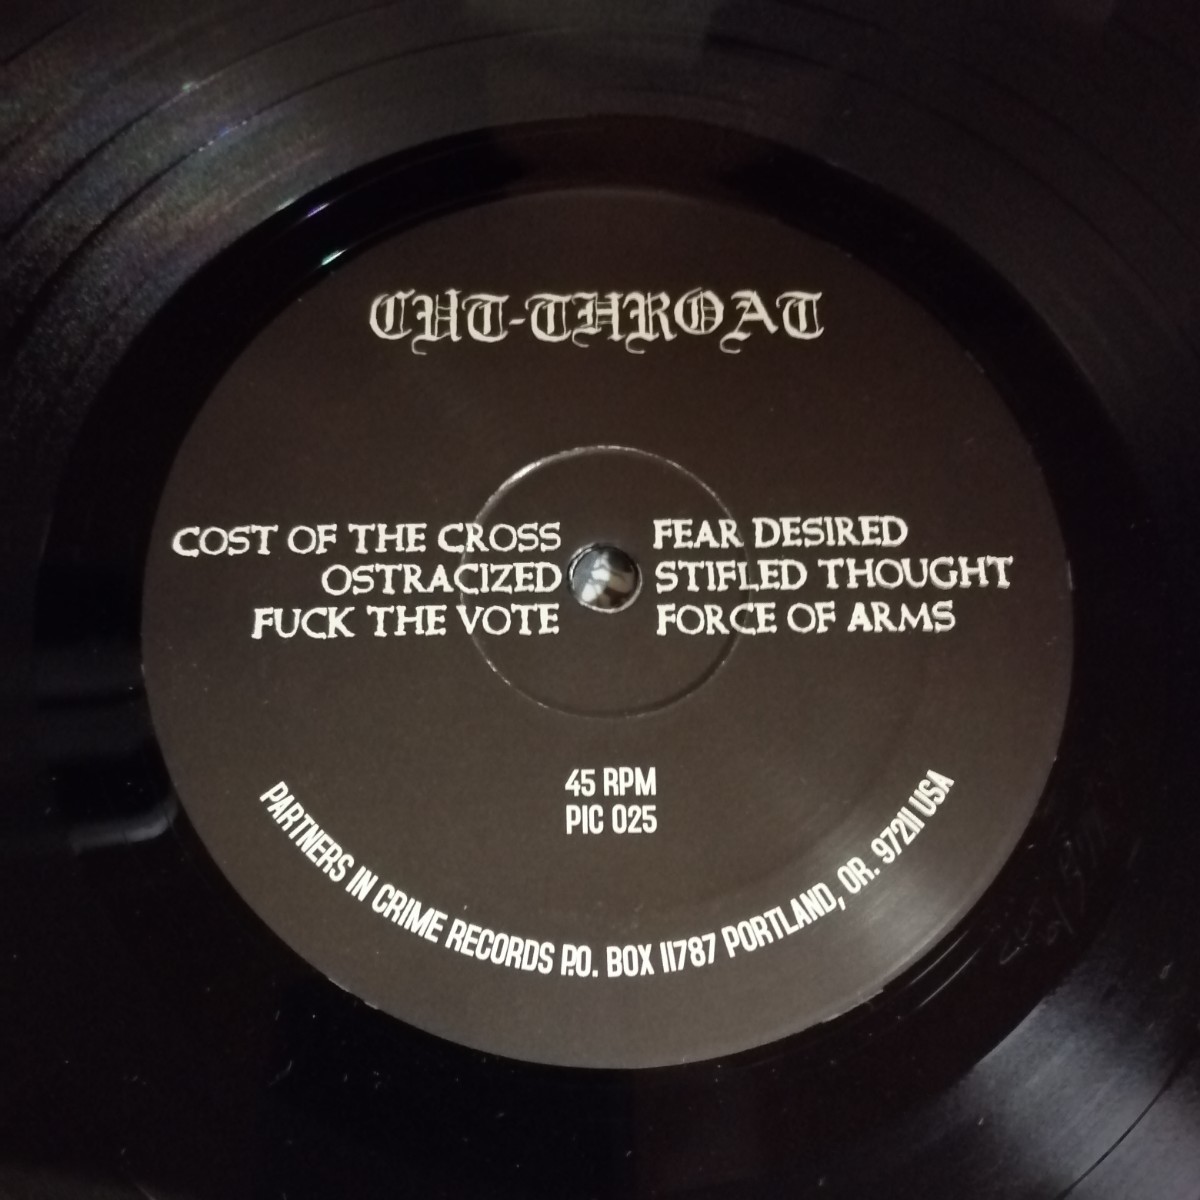 CUT-THROAT
COST OF THE CROSS
OSTRACIZED
FUCK THE VOTE
FEAR DESIRED
STIFLED THOUGHT
FORCE OF ARMS
45 RPM
PIC 025
PARTNERS IN CRIME RECORDS P.O. BOX 11787 PORTLAND, OR. 97211 USA